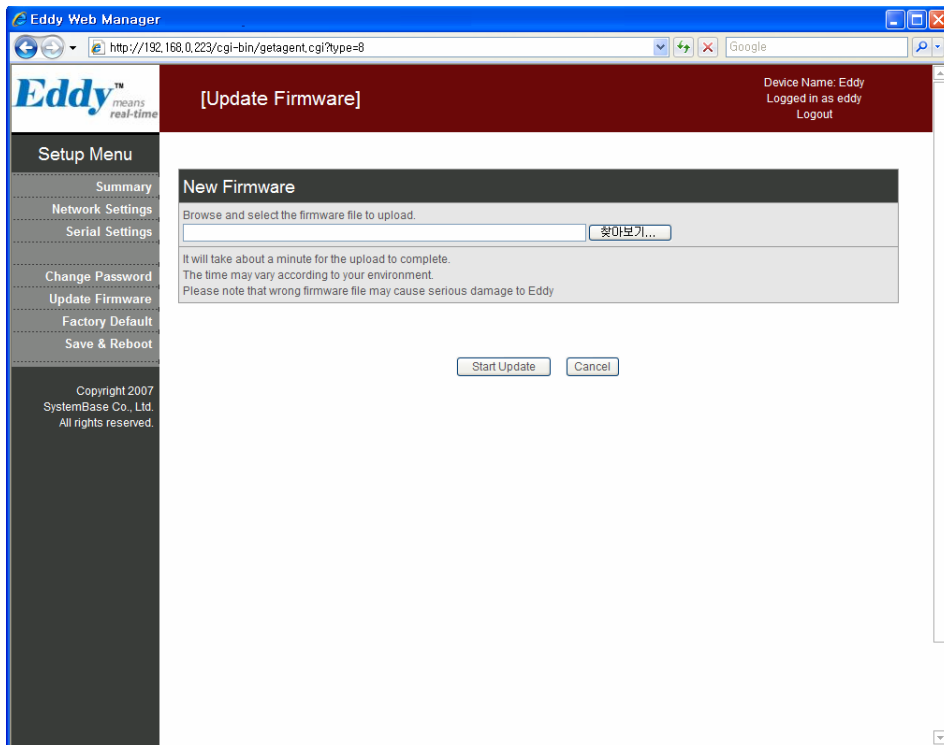 Eddy Web Manager
http://192.168.0.223/cgi-bin/getagent.cgi?type=8
Google
Eddy™ means real-time
[Update Firmware]
Device Name: Eddy
Logged in as eddy
Logout
Setup Menu
Summary
Network Settings
Serial Settings
Change Password
Update Firmware
Factory Default
Save & Reboot
Copyright 2007
SystemBase Co., Ltd.
All rights reserved.
New Firmware
Browse and select the firmware file to upload.
찾아보기...
It will take about a minute for the upload to complete.
The time may vary according to your environment.
Please note that wrong firmware file may cause serious damage to Eddy
Start Update
Cancel